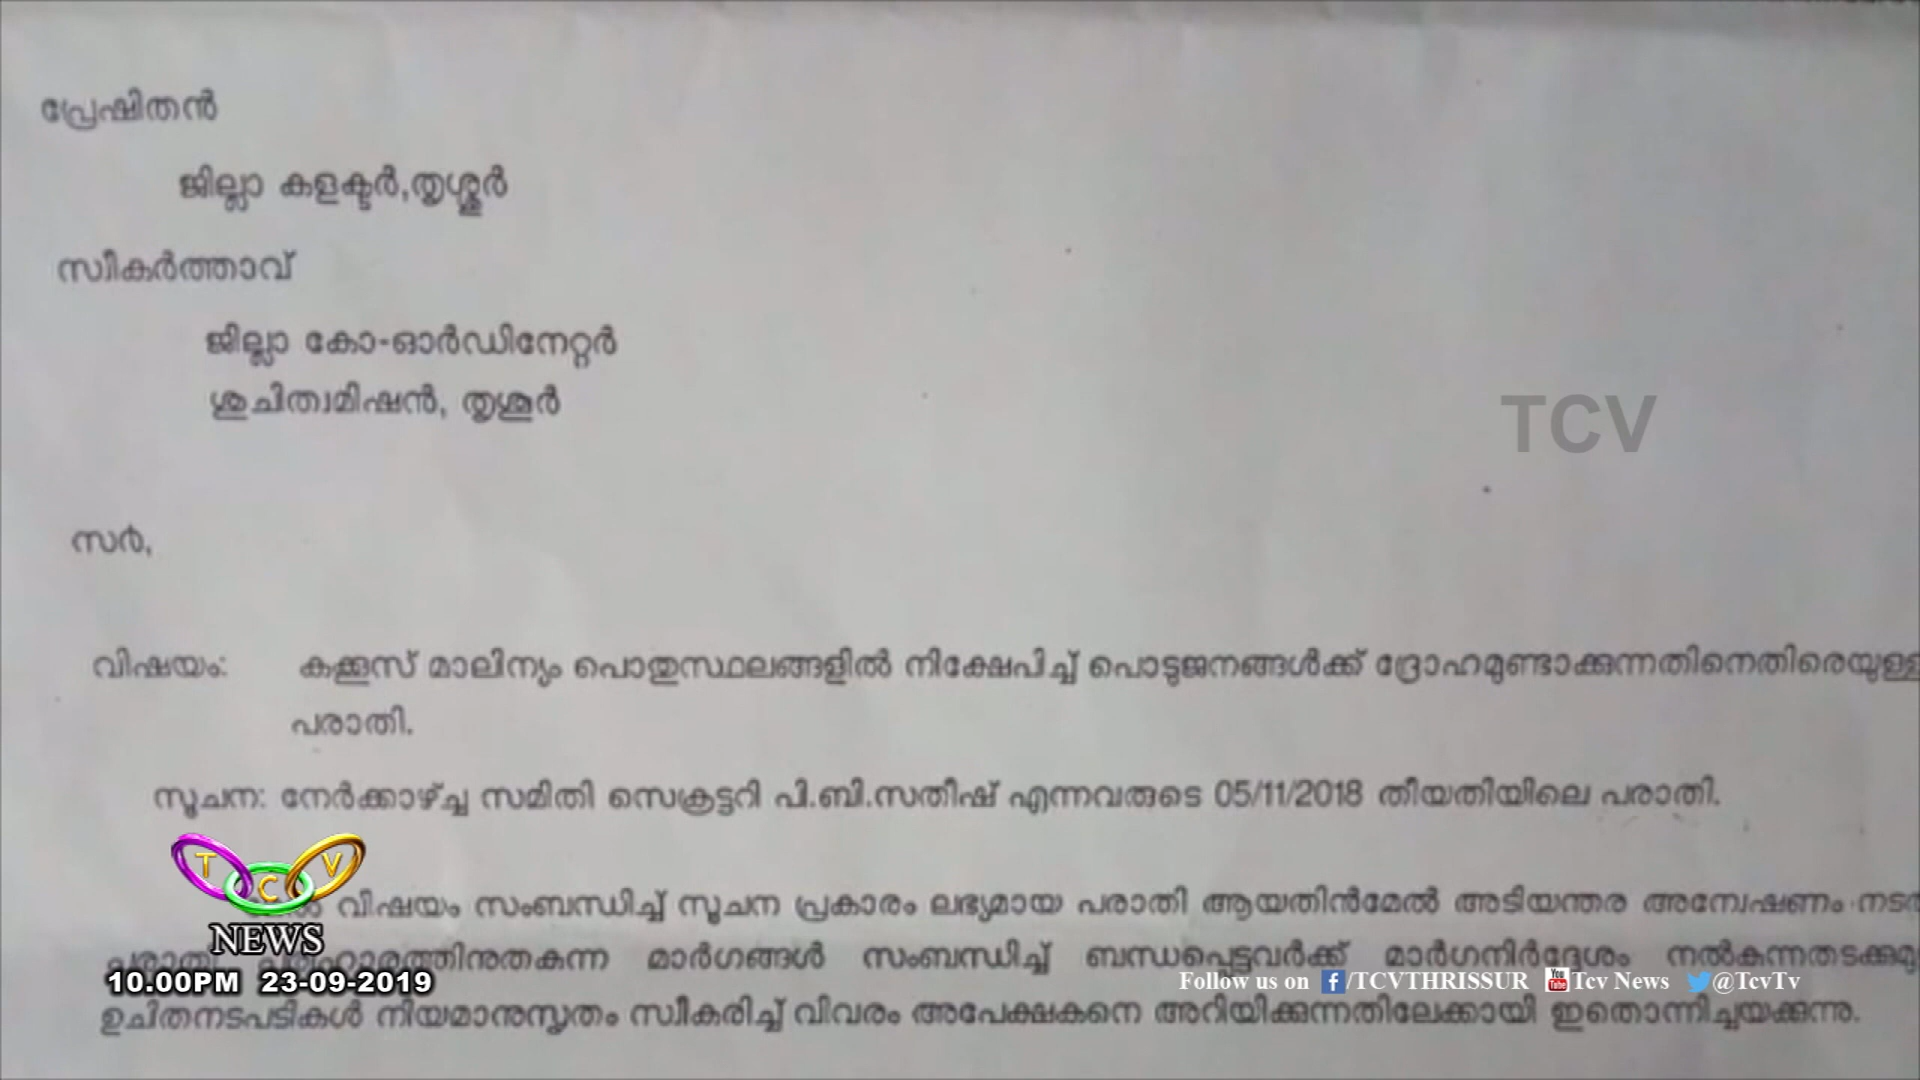 പ്രേഷിതൻ
ജില്ലാ കളക്ടർ,തൃശ്ശൂർ
സ്വീകർത്താവ്
ജില്ലാ കോ-ഓർഡിനേറ്റർ
ശുചിത്വമിഷൻ, തൃശൂർ
TCV
സർ,
വിഷയം: കക്കൂസ് മാലിന്യം പൊതുസ്ഥലങ്ങളിൽ നിക്ഷേപിച്ച് പൊടുജനങ്ങൾക്ക് ദ്രോഹമുണ്ടാക്കുന്നതിനെതിരെയുള്ള
പരാതി.
സൂചന: നേർക്കാഴ്ച്ച സമിതി സെക്രട്ടറി പി.ബി.സതീഷ് എന്നവരുടെ 05/11/2018 തീയതിയിലെ പരാതി.
വിഷയം സംബന്ധിച്ച് സൂചന പ്രകാരം ലഭ്യമായ പരാതി ആയതിൻമേൽ അടിയന്തര അന്വേഷണം
മാർഗങ്ങൾ സംബന്ധിച്ച് ബന്ധപ്പെട്ടവർക്ക് മാർഗനിർദ്ദേശം
ഉചിതനടപടികൾ നിയമാനുസൃതം സ്വീകരിച്ച് വിവരം അപേക്ഷകനെ അറിയിക്കുന്നതിലേക്കായി ഇതൊന്നിച്ചയക്കുന്നു.
T C V
NEWS
10.00PM 23-09-2019
Follow us on f/TCVTHRISSUR You Tube Tcv News @TcvTv